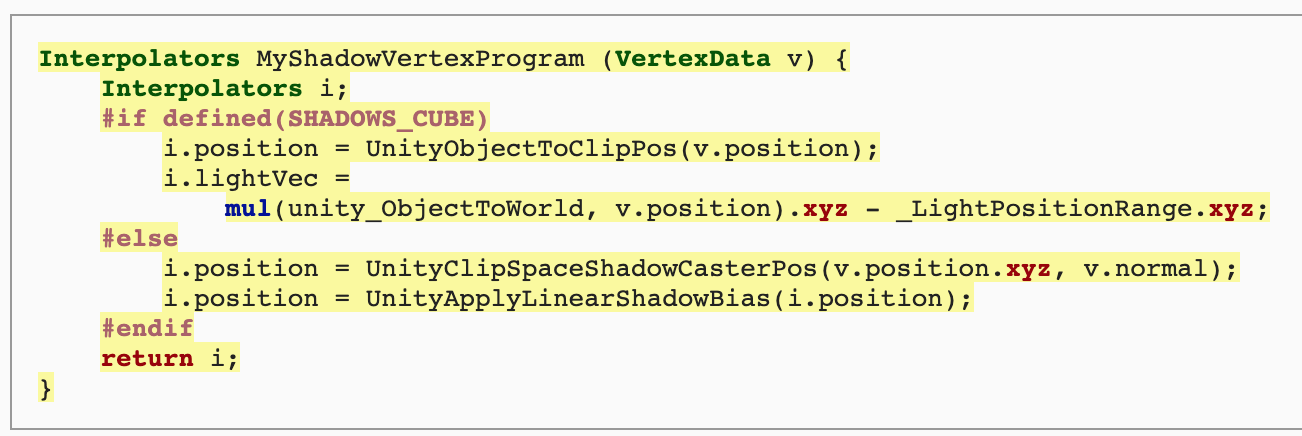 Interpolators MyShadowVertexProgram (VertexData v) {
    Interpolators i;
    #if defined(SHADOWS_CUBE)
        i.position = UnityObjectToClipPos(v.position);
        i.lightVec =
            mul(unity_ObjectToWorld, v.position).xyz - _LightPositionRange.xyz;
    #else
        i.position = UnityClipSpaceShadowCasterPos(v.position.xyz, v.normal);
        i.position = UnityApplyLinearShadowBias(i.position);
    #endif
    return i;
}